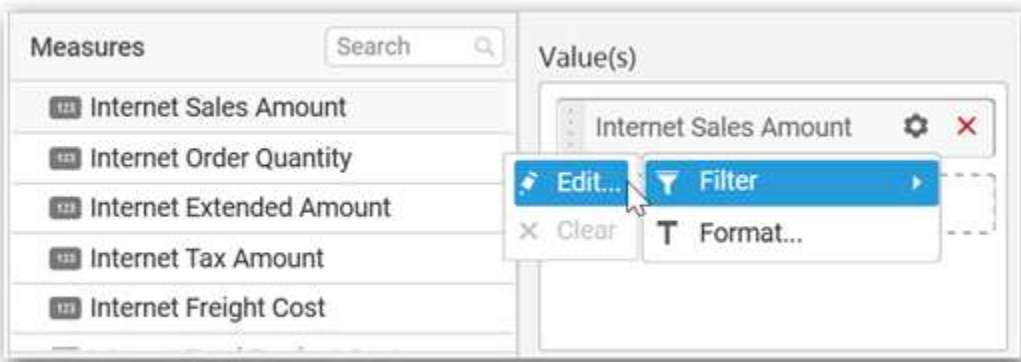 Measures
Search
Internet Sales Amount
Internet Order Quantity
Internet Extended Amount
Internet Tax Amount
Internet Freight Cost
Value(s)
Internet Sales Amount
Edit...
Clear
Filter
Format...